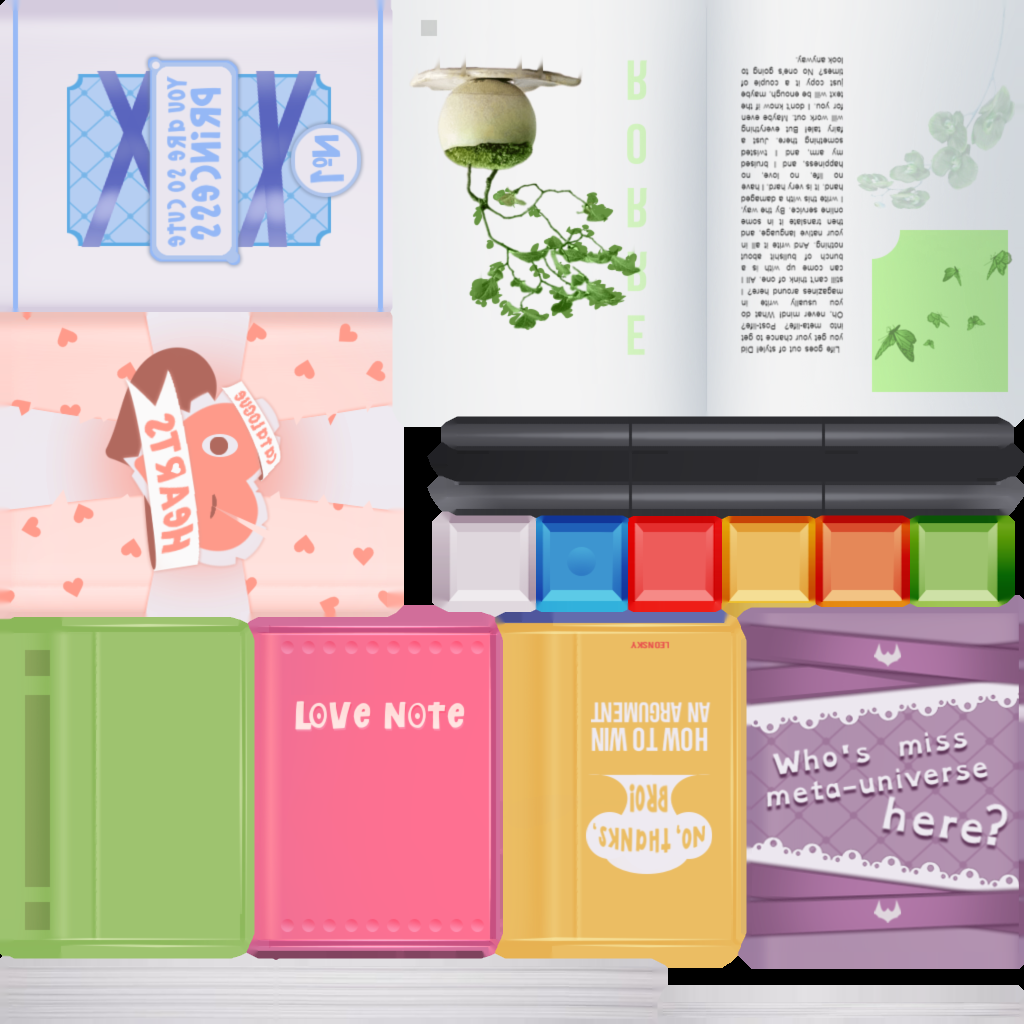 YOU aRe SO CUTe
PRiNCeSS
№1
E
R
R
O
R
Life goes out of style! Did
you get your chance to get
into meta-life? Post-life?
Oh, never mind! What do
you usually write in
magazines around here? I
still can't think of one. All I
can come up with is a
bunch of bullshit about
nothing. And write it all in
your native language, and
then translate it in some
online service. By the way,
I write this with a damaged
hand. It is very hard. I have
no life, no love, no
happiness, and I bruised
my arm, and I twisted
something there. Just a
fairy tale! But everything
will work out. Maybe even
for you. I don't know if the
text will be enough, maybe
just copy it a couple of
times? No one's going to
look anyway.
HeARTS
catalogue
LOVe NOTe
NO, THANKS,
BRO!
HOW TO WIN
AN ARGUMENT
LEONSKY
Who's miss
meta-universe
here?